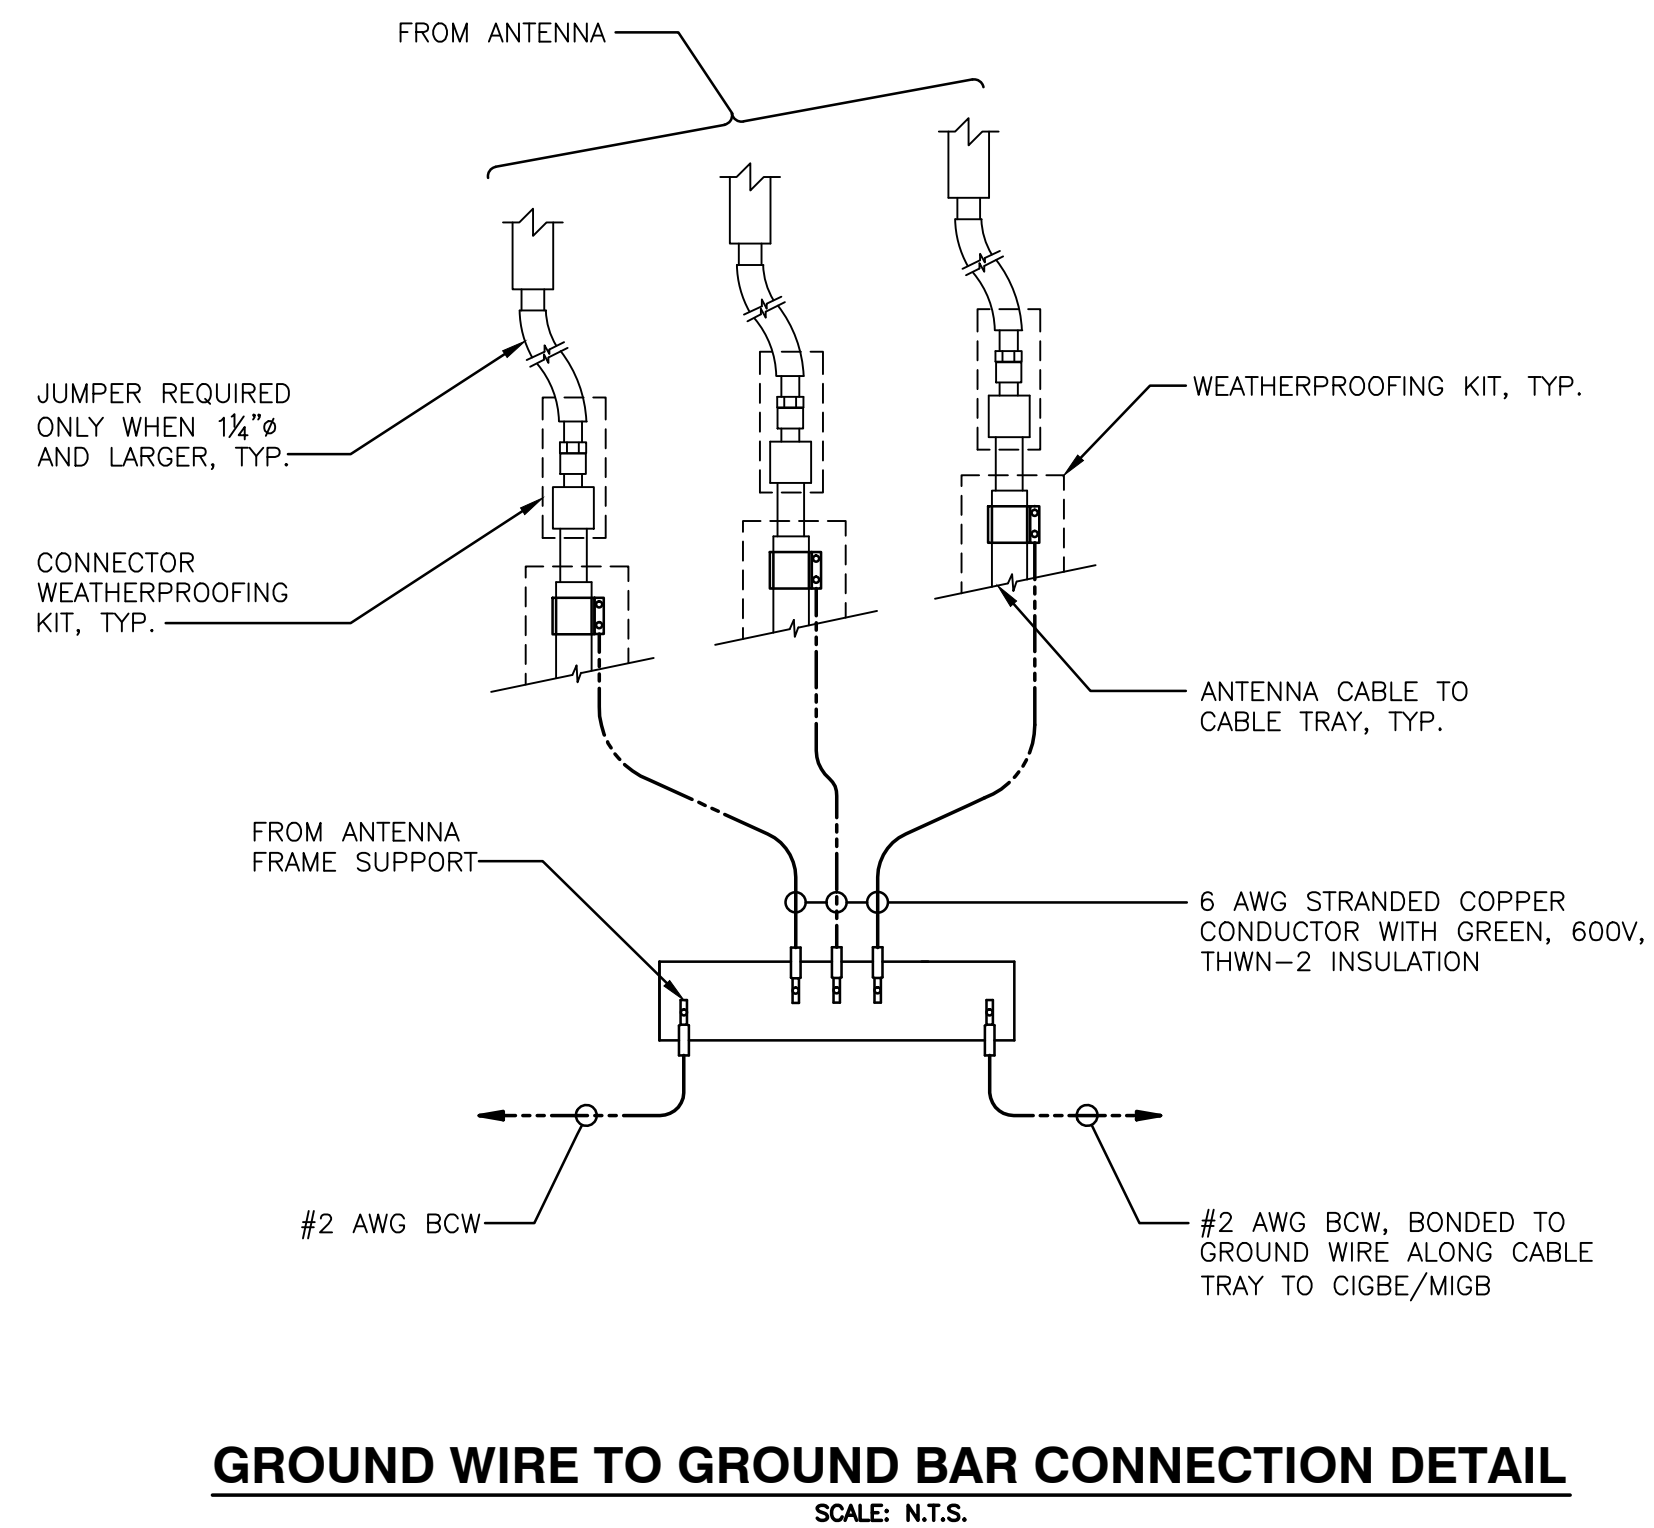 FROM ANTENNA
JUMPER REQUIRED
ONLY WHEN 1¼"ø
AND LARGER, TYP.
WEATHERPROOFING KIT, TYP.
CONNECTOR
WEATHERPROOFING
KIT, TYP.
ANTENNA CABLE TO
CABLE TRAY, TYP.
FROM ANTENNA
FRAME SUPPORT
6 AWG STRANDED COPPER
CONDUCTOR WITH GREEN, 600V,
THWN-2 INSULATION
#2 AWG BCW
#2 AWG BCW, BONDED TO
GROUND WIRE ALONG CABLE
TRAY TO CIGBE/MIGB
GROUND WIRE TO GROUND BAR CONNECTION DETAIL
SCALE: N.T.S.